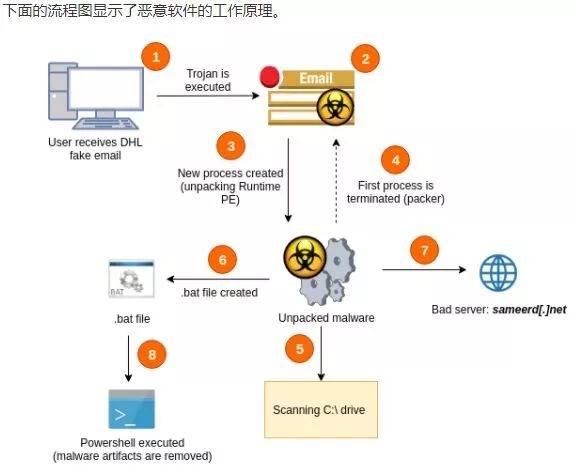 下面的流程图显示了恶意软件的工作原理。
1
Trojan is
executed
Email
2
User receives DHL
fake email
3
New process created
(unpacking Runtime
PE)
4
First process is
terminated (packer)
6
.bat file created
7
.BAT
.bat file
Unpacked malware
Bad server: sameerd[.]net
8
5
>_
Scanning C:\ drive
Powershell executed
(malware artifacts are removed)